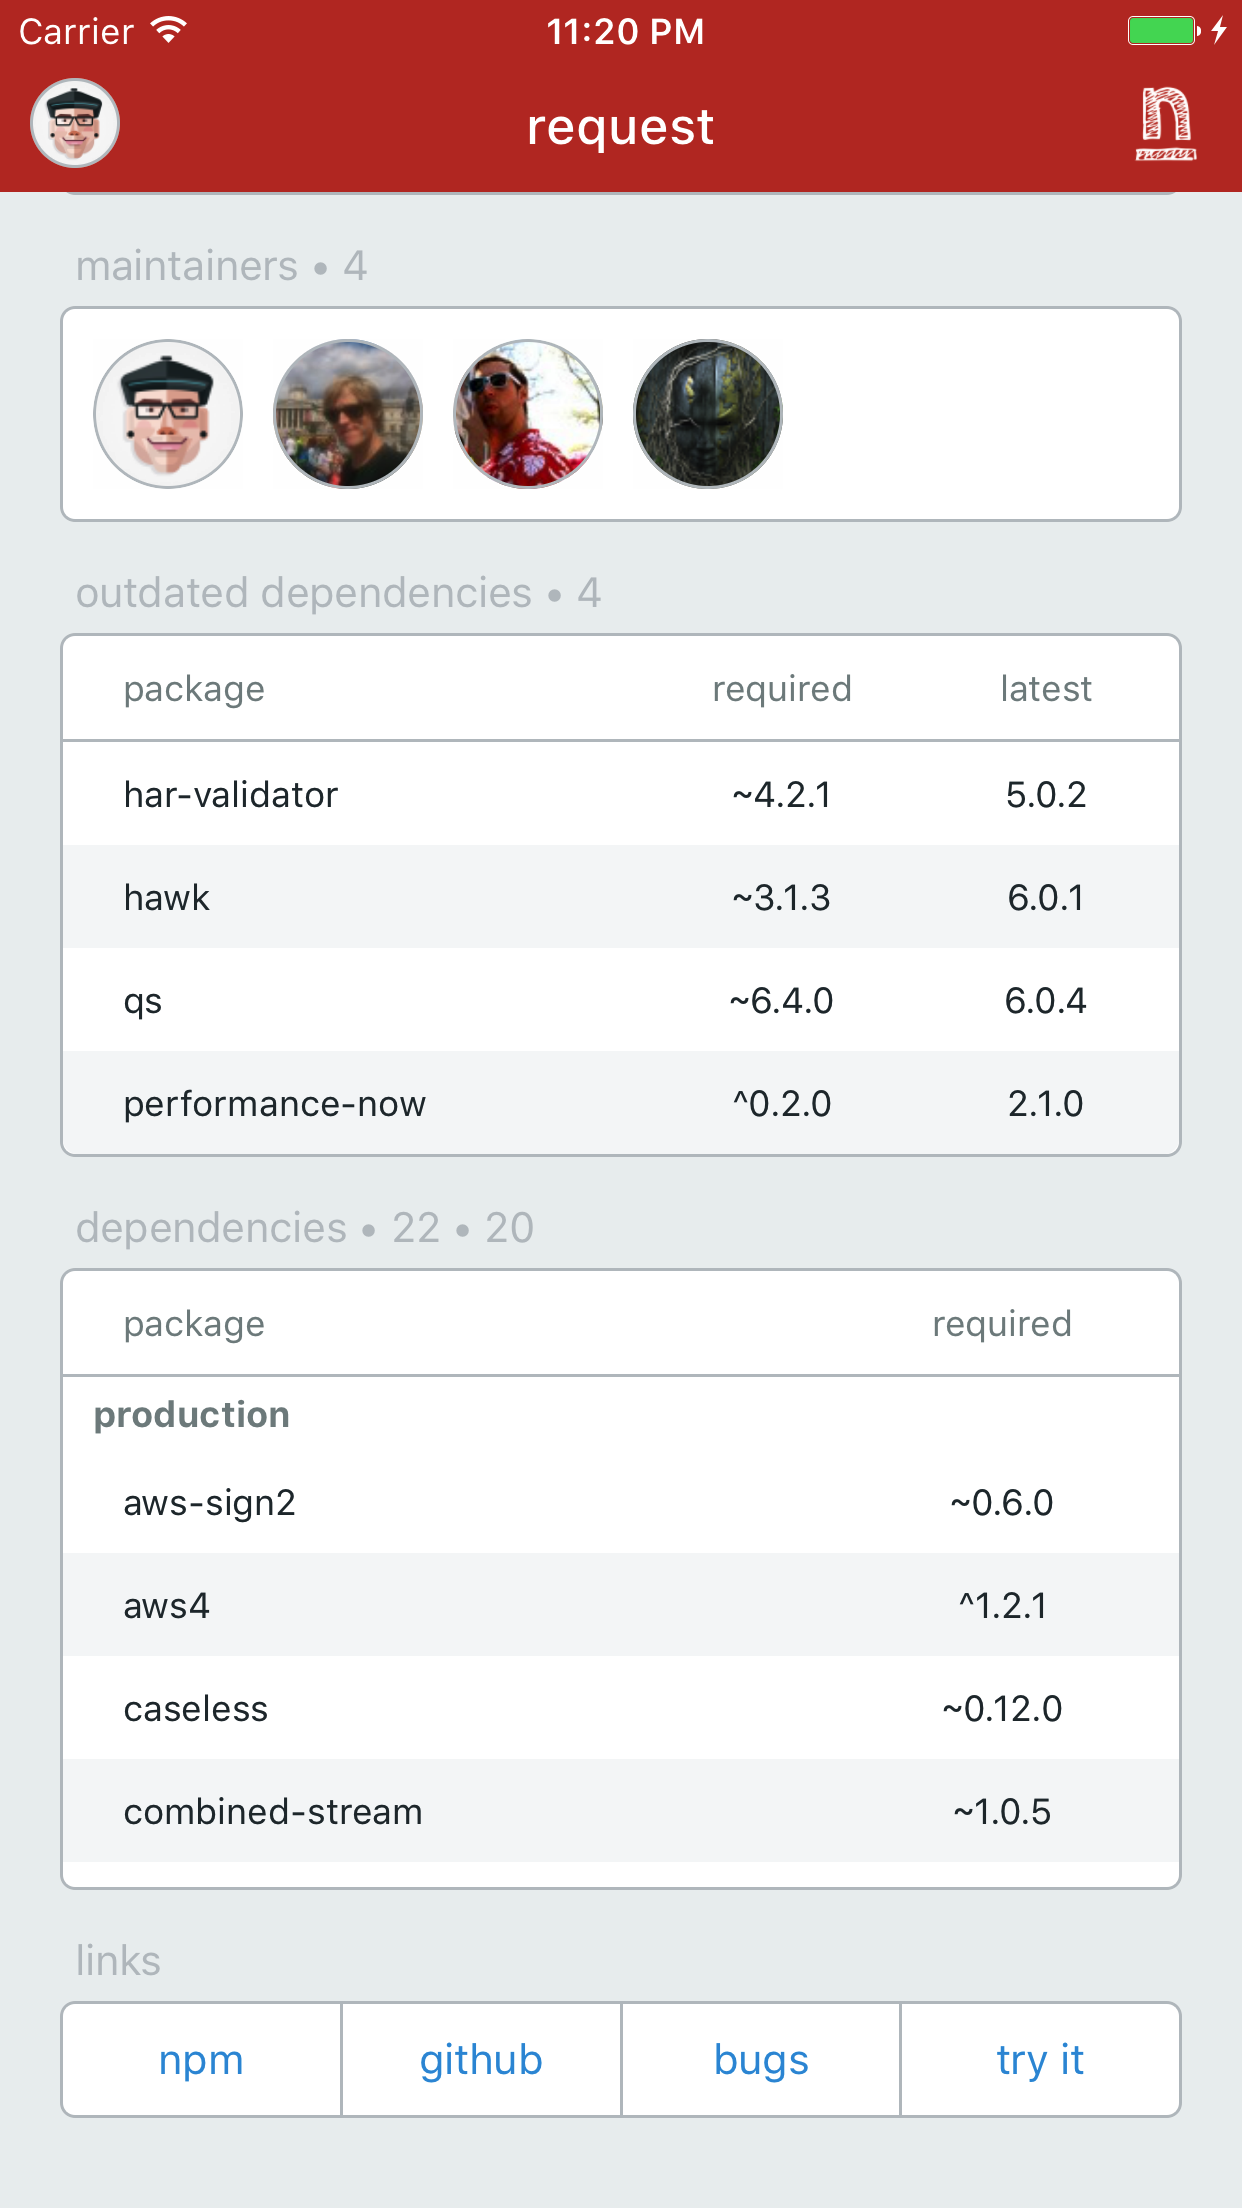 Carrier 11:20 PM
request
n
maintainers • 4
outdated dependencies • 4
package required latest
har-validator ~4.2.1 5.0.2
hawk ~3.1.3 6.0.1
qs ~6.4.0 6.0.4
performance-now ^0.2.0 2.1.0
dependencies • 22 • 20
package required
production
aws-sign2 ~0.6.0
aws4 ^1.2.1
caseless ~0.12.0
combined-stream ~1.0.5
links
npm github bugs try it